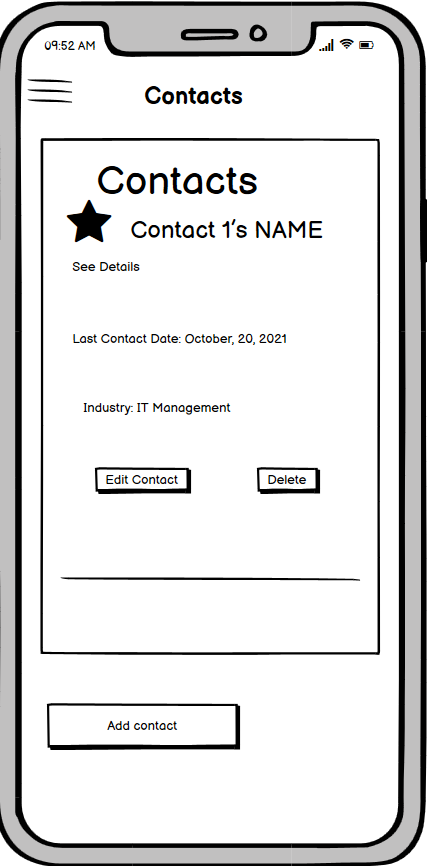 09:52 AM
Contacts
Contacts
Contact 1's NAME
See Details
Last Contact Date: October, 20, 2021
Industry: IT Management
Edit Contact
Delete
Add contact